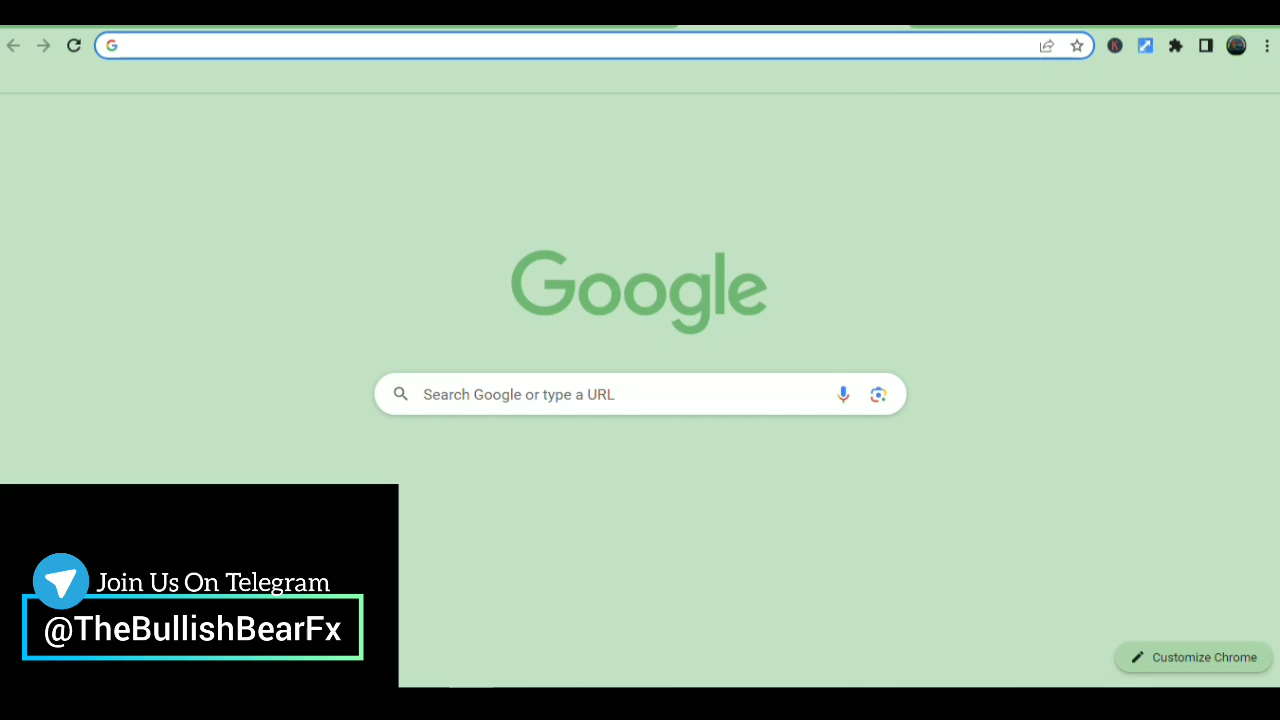 Google
Search Google or type a URL
Join Us On Telegram
@TheBullishBearFx
Customize Chrome